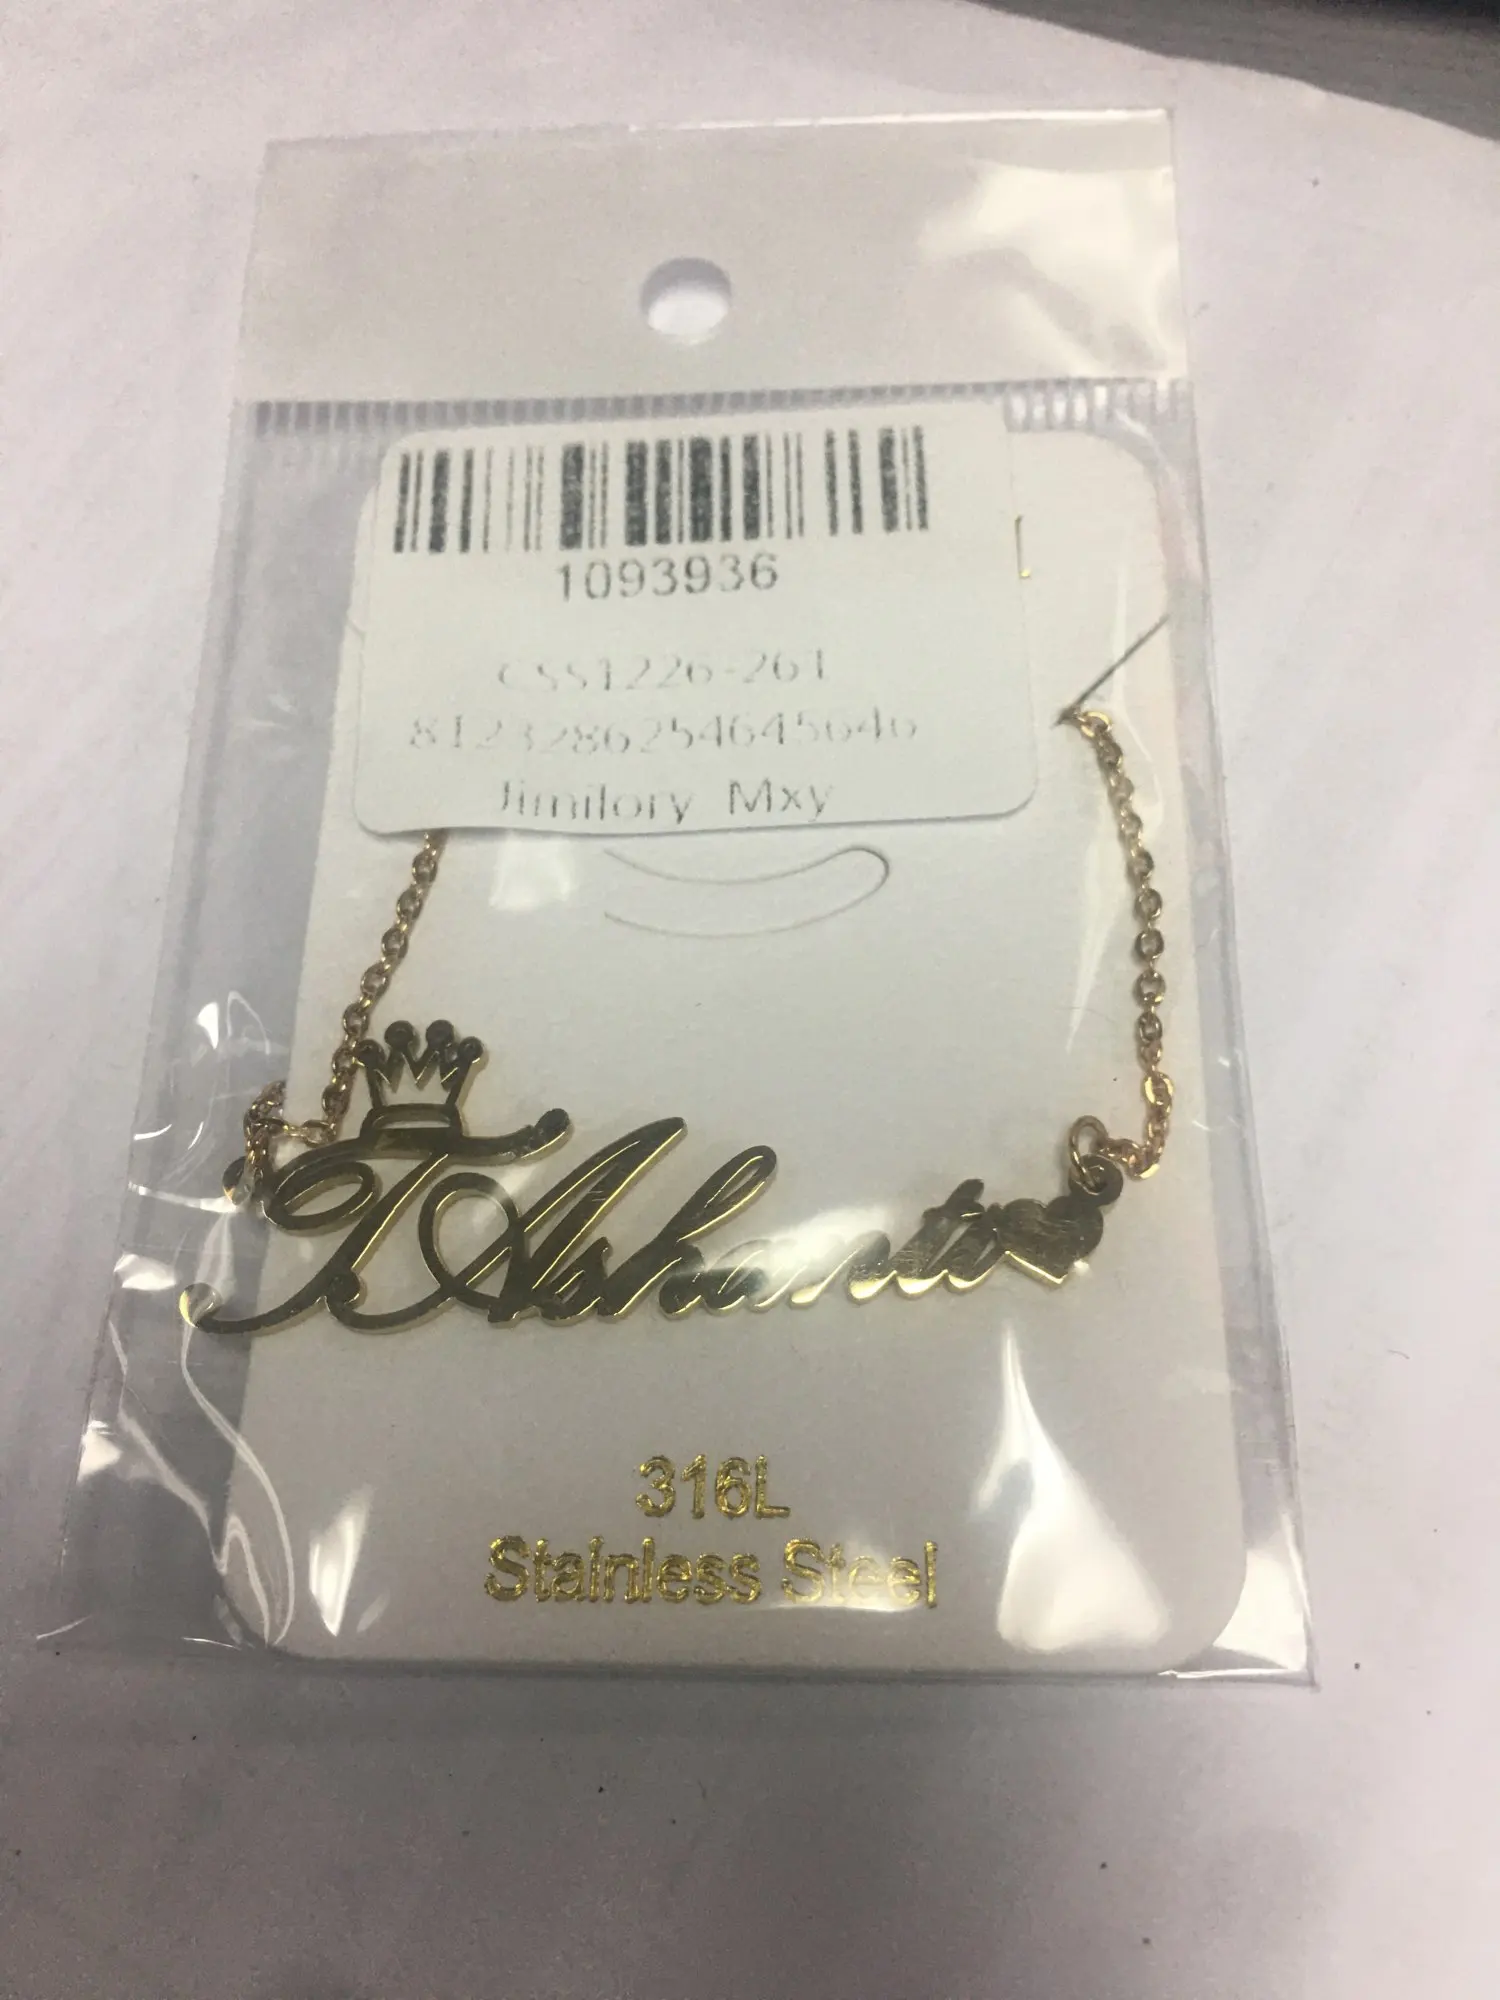 1093936
CSS1226-261
8123286254645646
Jimilory Mxy
TAshanti
316L
Stainless Steel